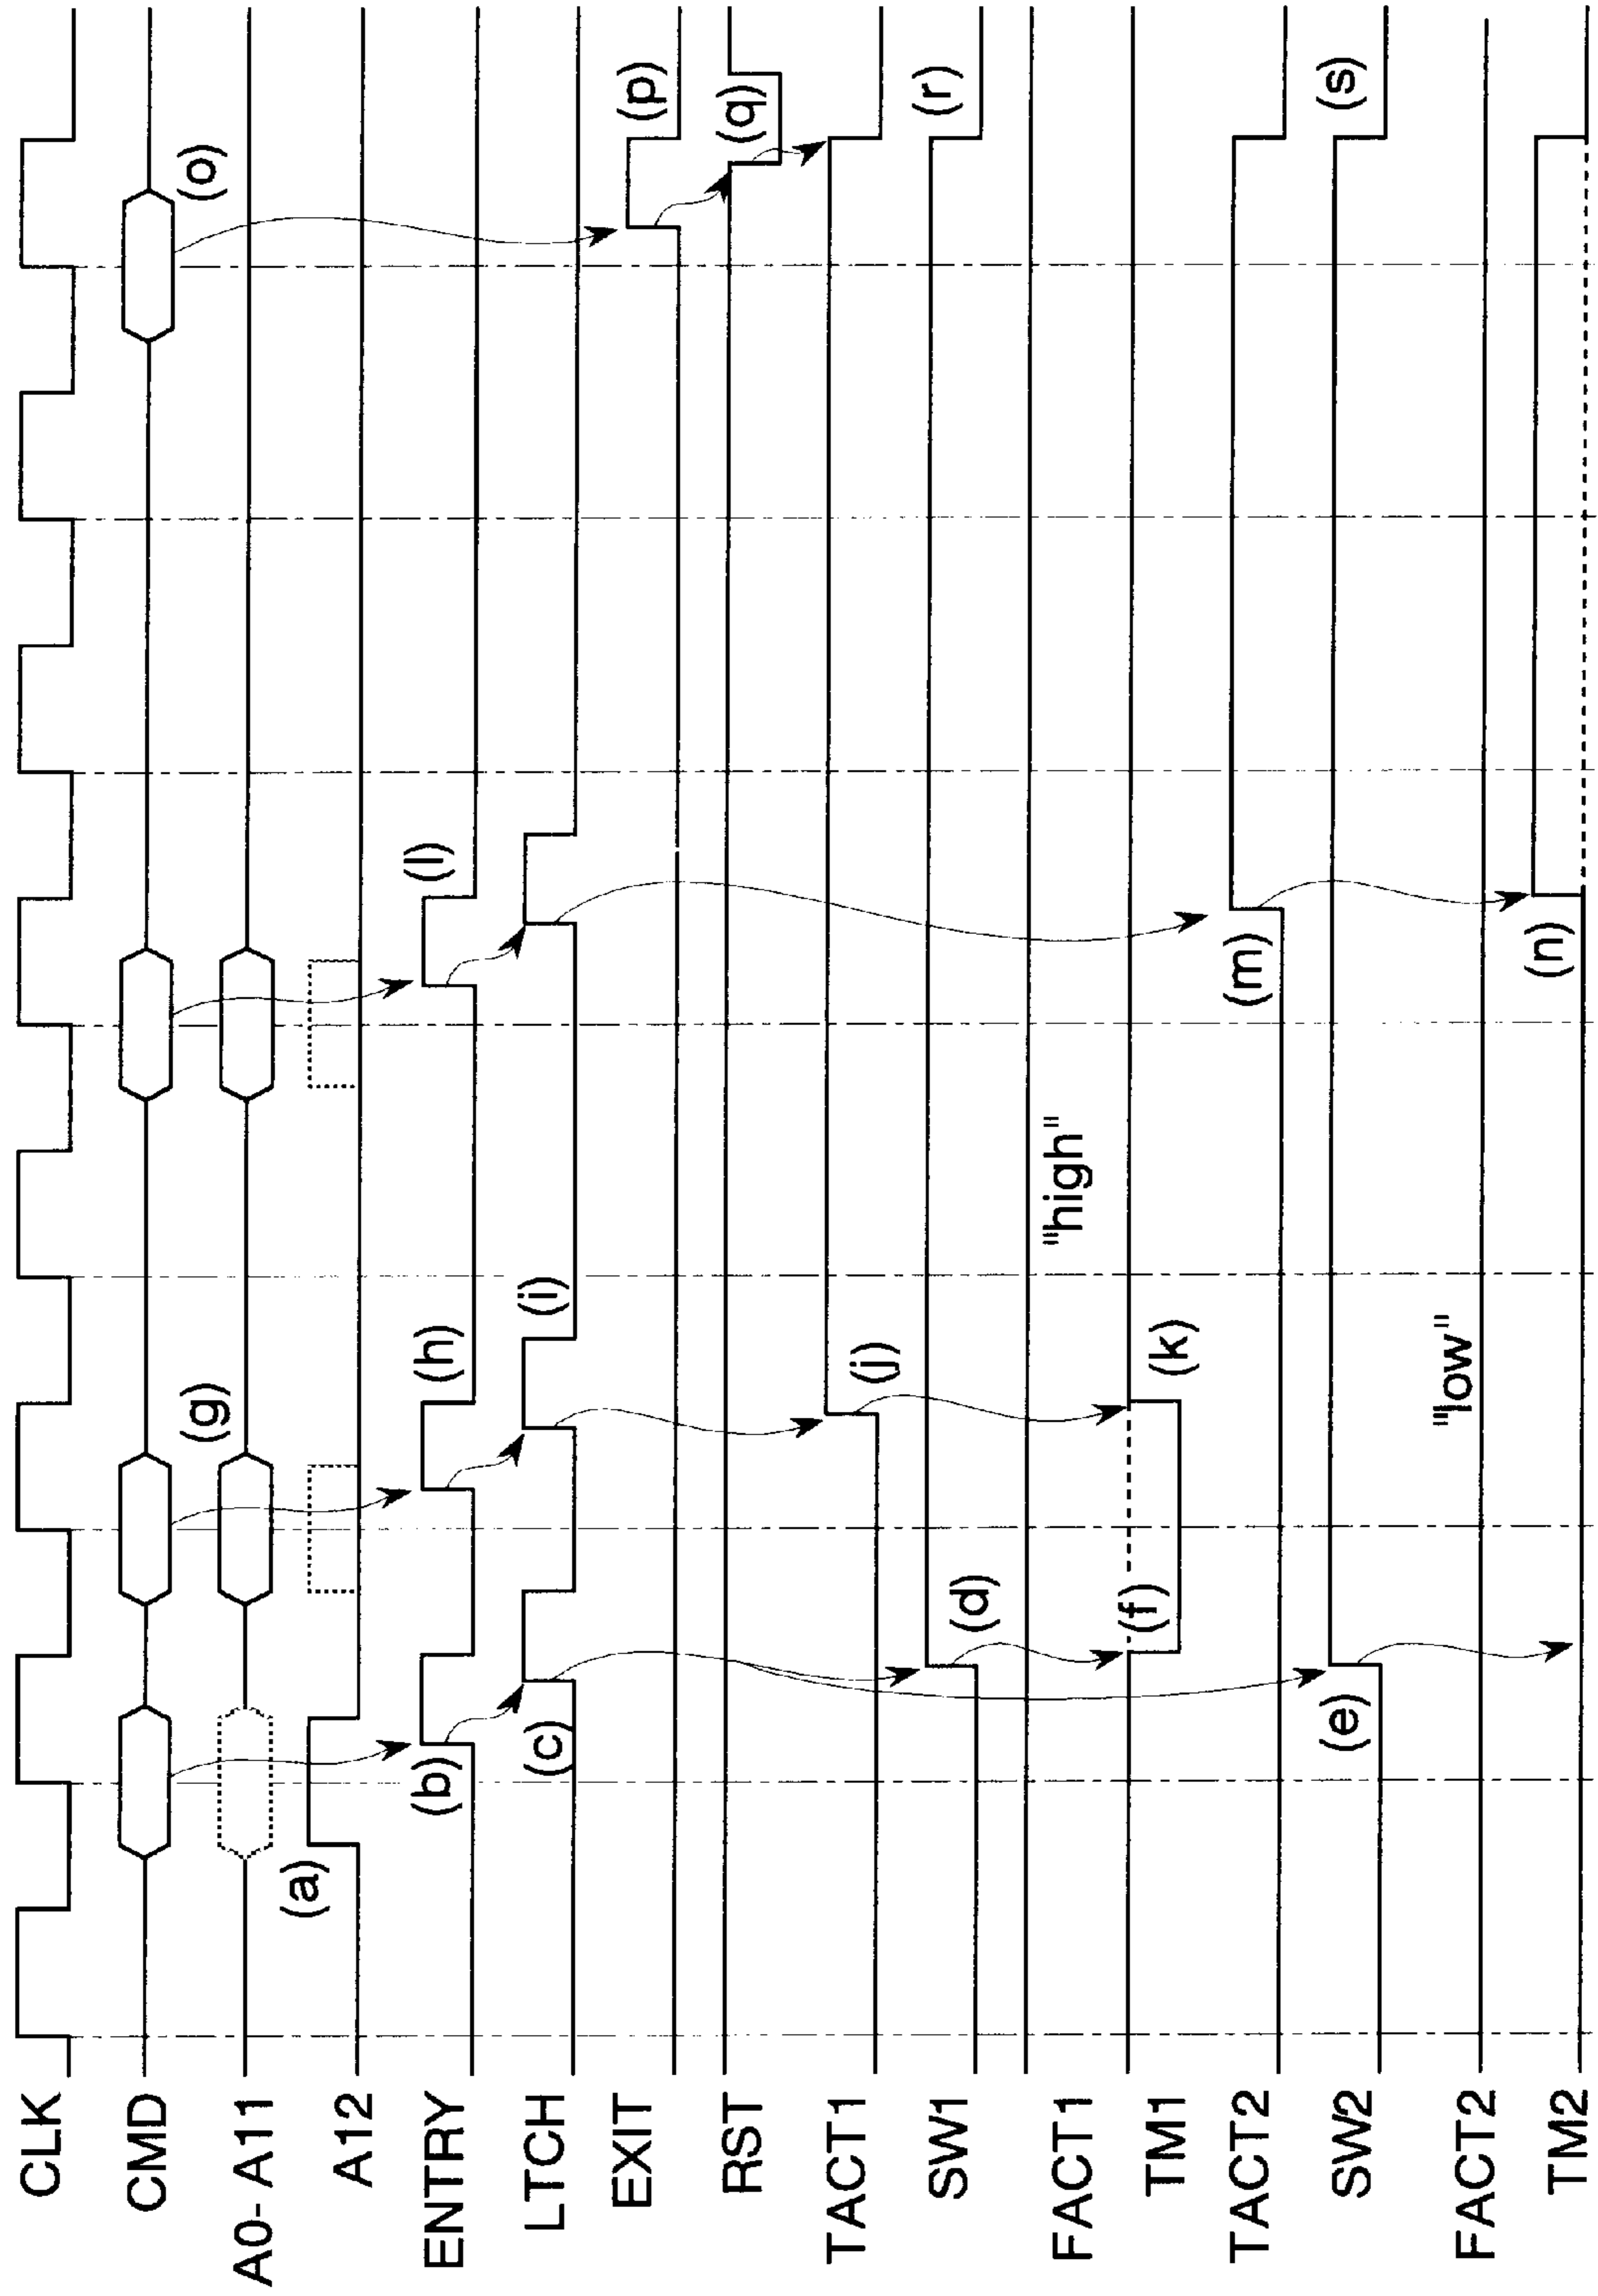 CLK
CMD
(o)
A0- A11
(g)
A12
(a)
ENTRY
(b)
(h)
(l)
LTCH
(c)
(i)
EXIT
(p)
RST
(q)
TACT1
(j)
SW1
(d)
(r)
FACT1
"high"
TM1
(f)
(k)
TACT2
(m)
SW2
(e)
(s)
FACT2
"low"
TM2
(n)